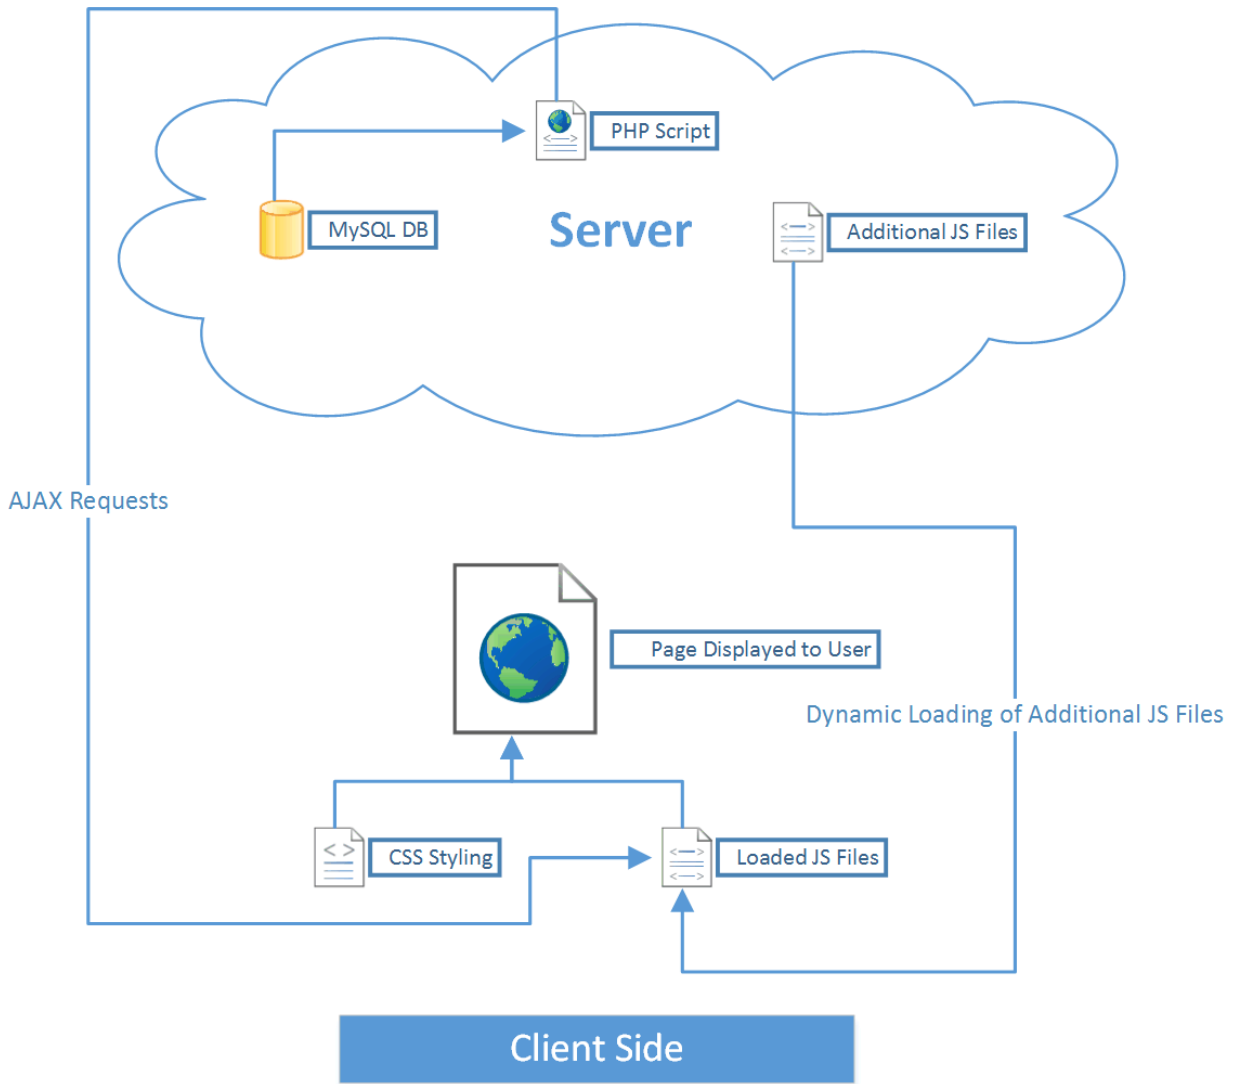 PHP Script
MySQL DB
Server
Additional JS Files
AJAX Requests
Page Displayed to User
Dynamic Loading of Additional JS Files
CSS Styling
Loaded JS Files
Client Side